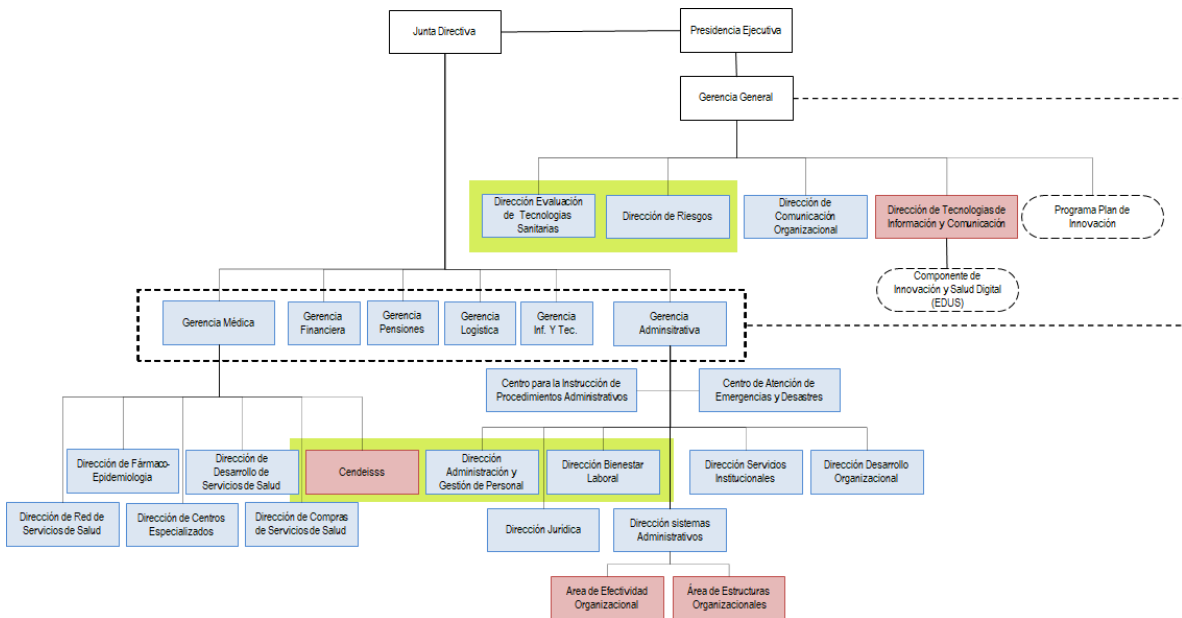 Junta Directiva
Presidencia Ejecutiva
Gerencia General
Dirección Evaluación
de Tecnologias
Sanitarias
Dirección de Riesgos
Dirección de
Comunicación
Organizacional
Dirección de Tecnologías de
Información y Comunicación
Programa Plan de
Innovación
Componente de
Innovación y Salud Digital
(EDUS)
Gerencia Médica
Gerencia
Financiera
Gerencia
Pensiones
Gerencia
Logística
Gerencia
Inf. Y Tec.
Gerencia
Adminsitrativa
Centro para la Instrucción de
Procedimientos Administrativos
Centro de Atención de
Emergencias y Desastres
Dirección de Fármaco-
Epidemiologia
Dirección de
Desarrollo de
Servicios de Salud
Cendeisss
Dirección
Administración y
Gestión de Personal
Dirección Bienestar
Laboral
Dirección Servicios
Institucionales
Dirección Desarrollo
Organizacional
Dirección de Red de
Servicios de Salud
Dirección de Centros
Especializados
Dirección de Compras
de Servicios de Salud
Dirección Jurídica
Dirección sistemas
Administrativos
Area de Efectividad
Organizacional
Área de Estructuras
Organizacionales